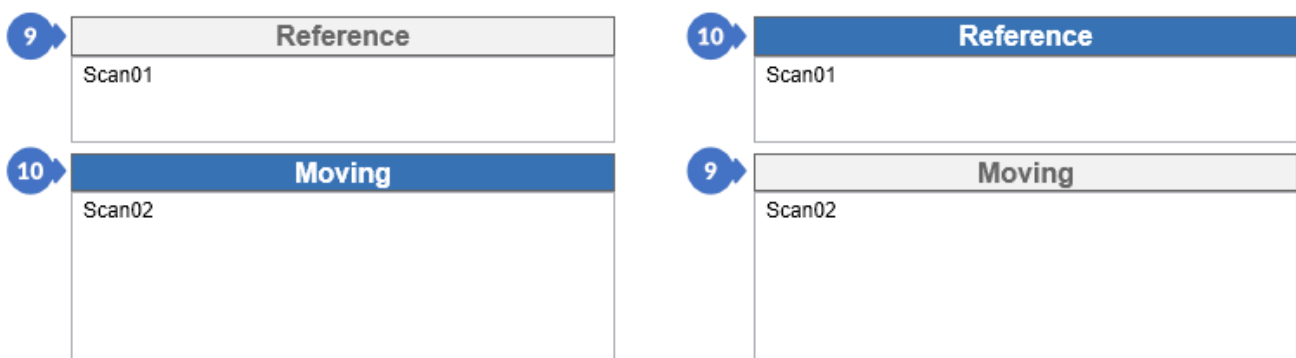 9 Reference
Scan01
10 Moving
Scan02
10 Reference
Scan01
9 Moving
Scan02